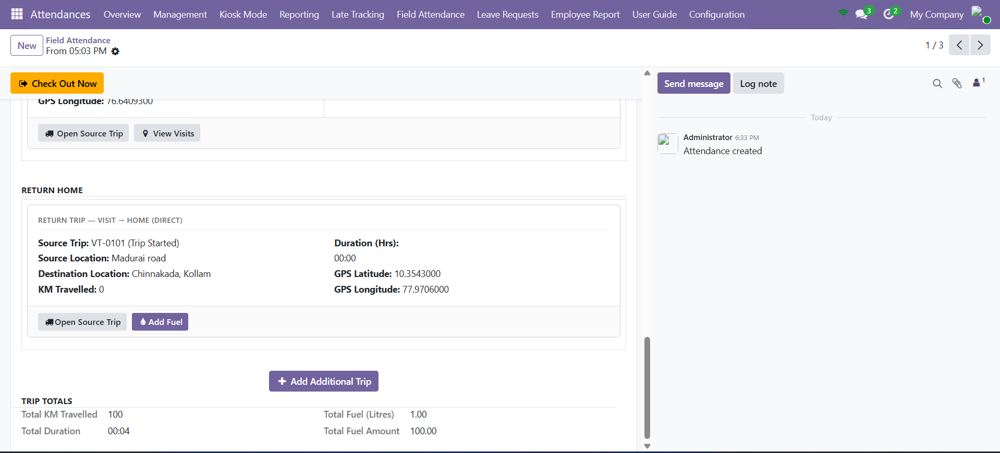 Attendances Overview Management Kiosk Mode Reporting Late Tracking Field Attendance Leave Requests Employee Report User Guide Configuration 3 2 My Company
New
Field Attendance
From 05:03 PM
1 / 3
Check Out Now
Send message Log note 1
GPS Longitude: 76.6409300
Open Source Trip View Visits
Today
Administrator 6:33 PM
Attendance created
RETURN HOME
RETURN TRIP — VISIT → HOME (DIRECT)
Source Trip: VT-0101 (Trip Started)
Source Location: Madurai road
Destination Location: Chinnakada, Kollam
KM Travelled: 0
Duration (Hrs):
00:00
GPS Latitude: 10.3543000
GPS Longitude: 77.9706000
Open Source Trip Add Fuel
Add Additional Trip
TRIP TOTALS
Total KM Travelled 100
Total Duration 00:04
Total Fuel (Litres) 1.00
Total Fuel Amount 100.00